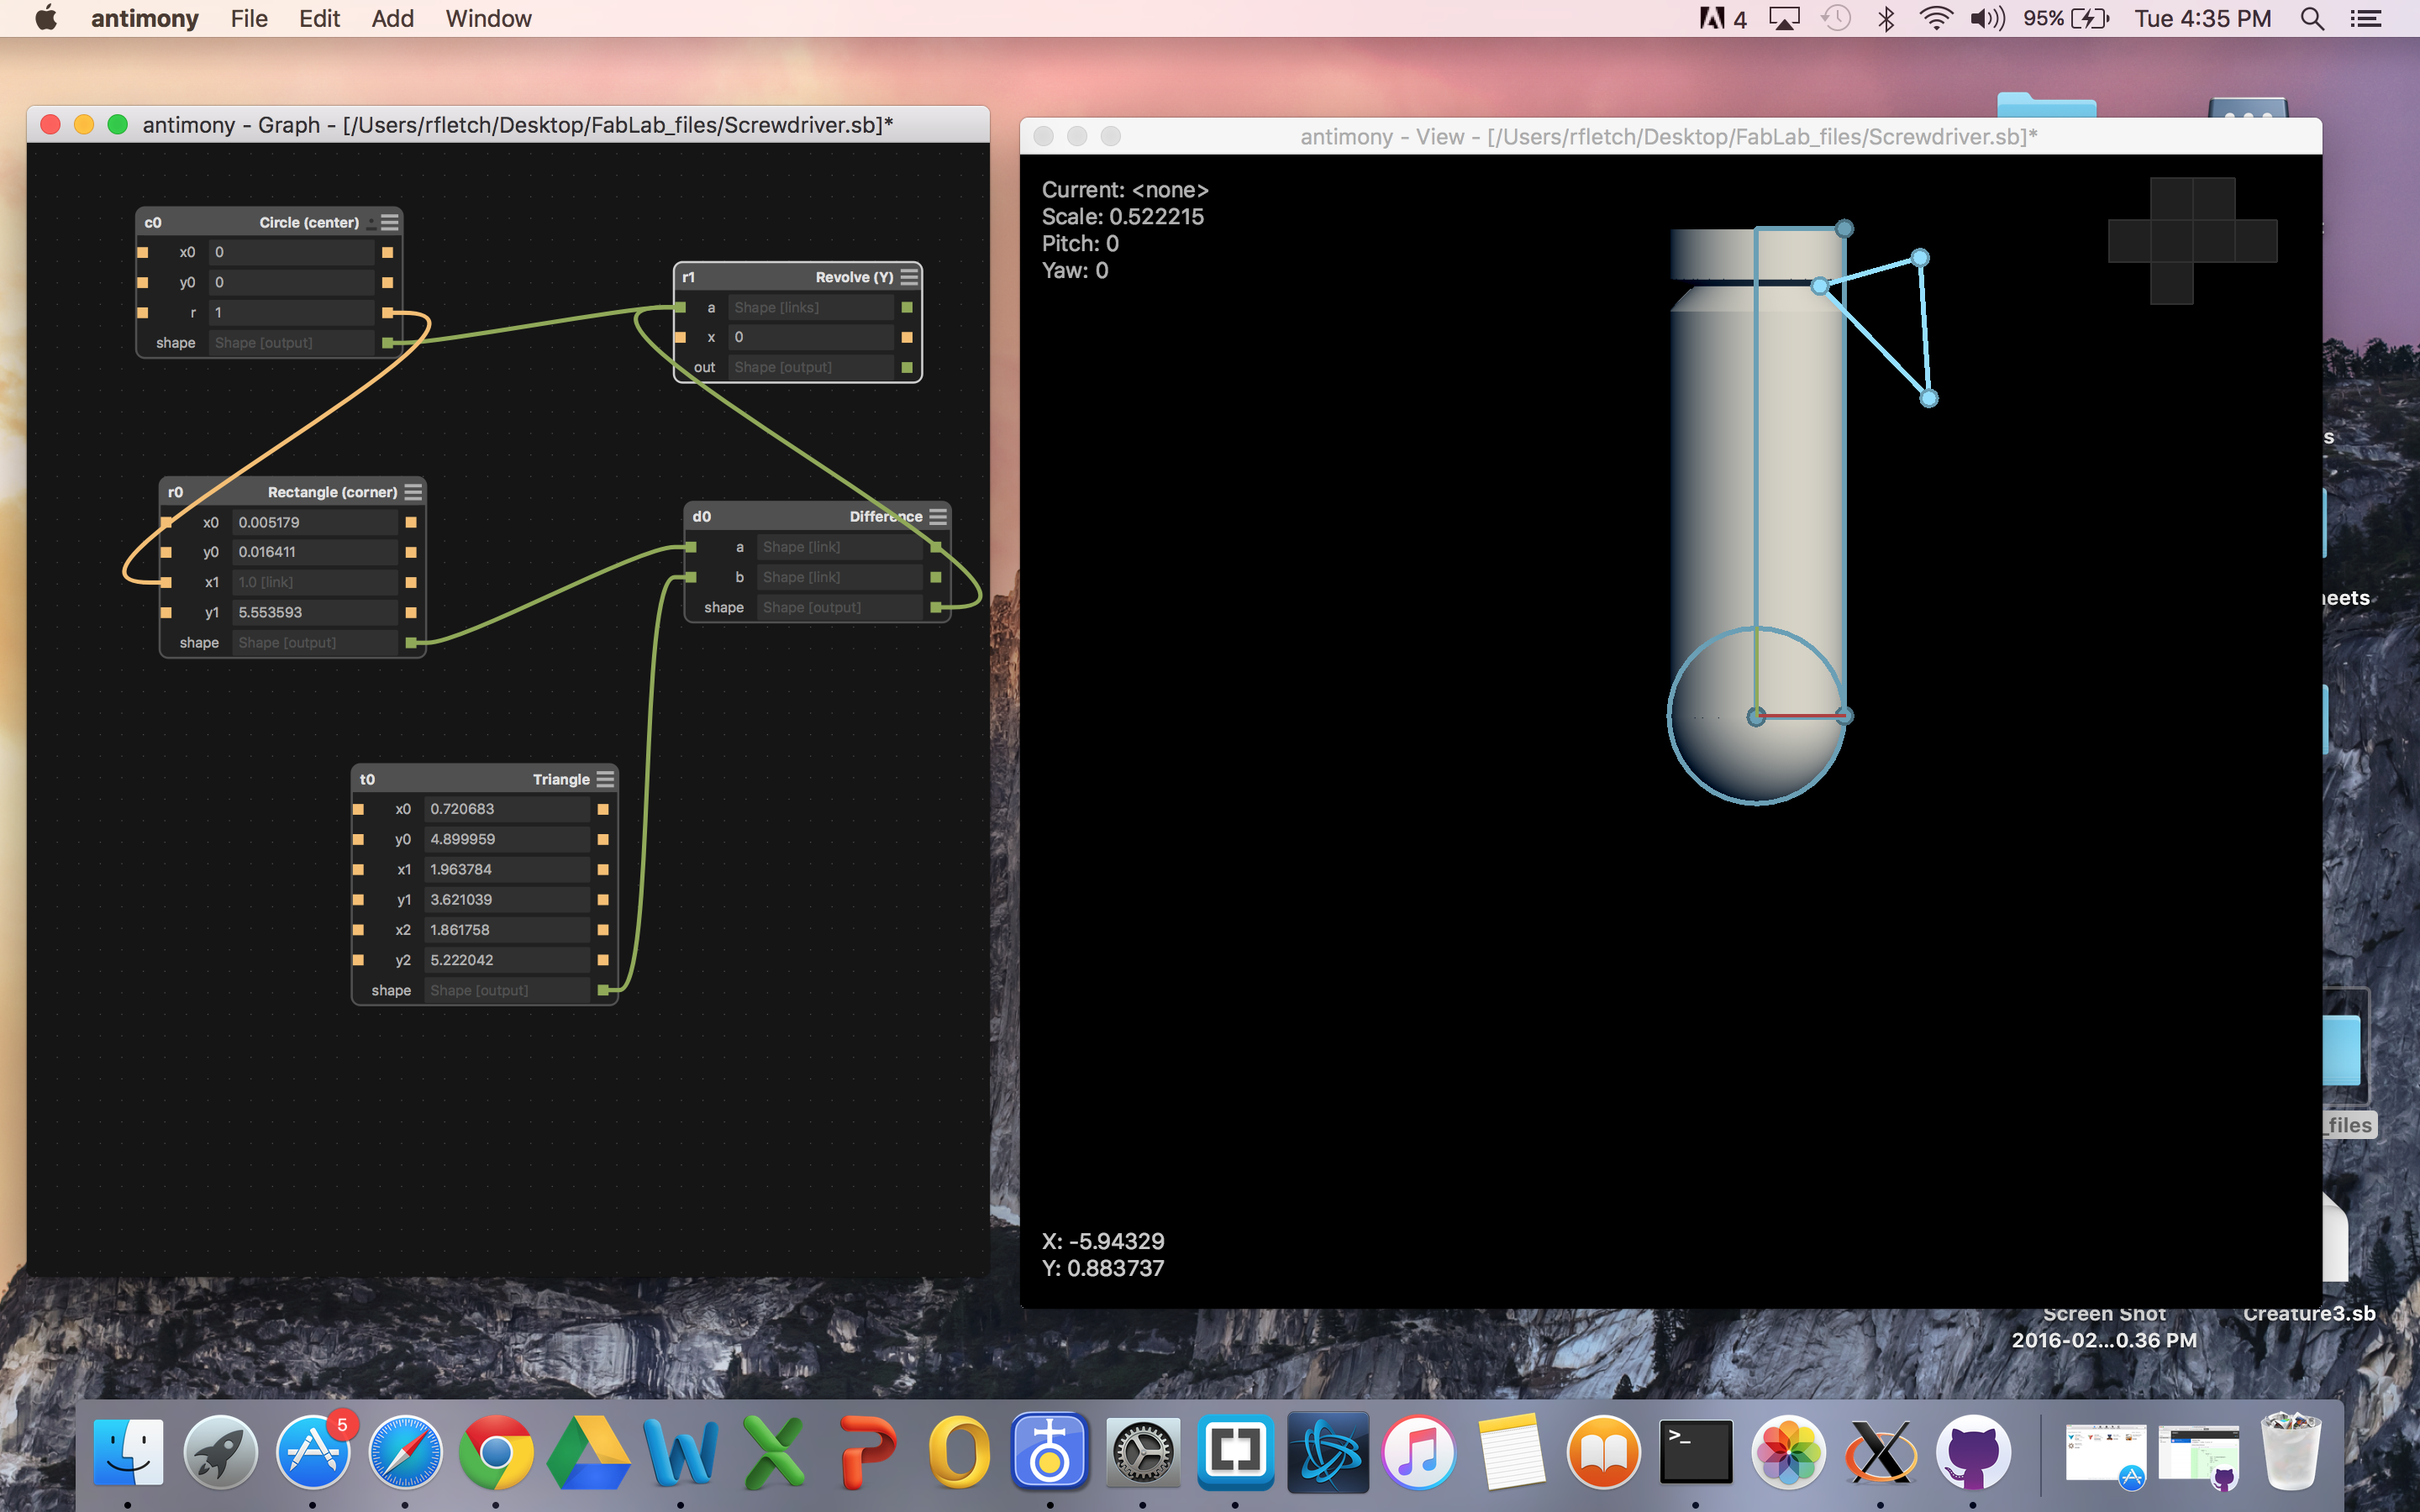 antimony File Edit Add Window
4 95% Tue 4:35 PM
antimony - Graph - [/Users/rfletch/Desktop/FabLab_files/Screwdriver.sb]*
c0 Circle (center)
x0 0
y0 0
r 1
shape Shape [output]
r1 Revolve (Y)
a Shape [links]
x 0
out Shape [output]
r0 Rectangle (corner)
x0 0.005179
y0 0.016411
x1 1.0 [link]
y1 5.553593
shape Shape [output]
d0 Difference
a Shape [link]
b Shape [link]
shape Shape [output]
t0 Triangle
x0 0.720683
y0 4.899959
x1 1.963784
y1 3.621039
x2 1.861758
y2 5.222042
shape Shape [output]
antimony - View - [/Users/rfletch/Desktop/FabLab_files/Screwdriver.sb]*
Current: <none>
Scale: 0.522215
Pitch: 0
Yaw: 0
X: -5.94329
Y: 0.883737
s
eets
_files
Screen Shot
2016-02...0.36 PM
Creature3.sb
5